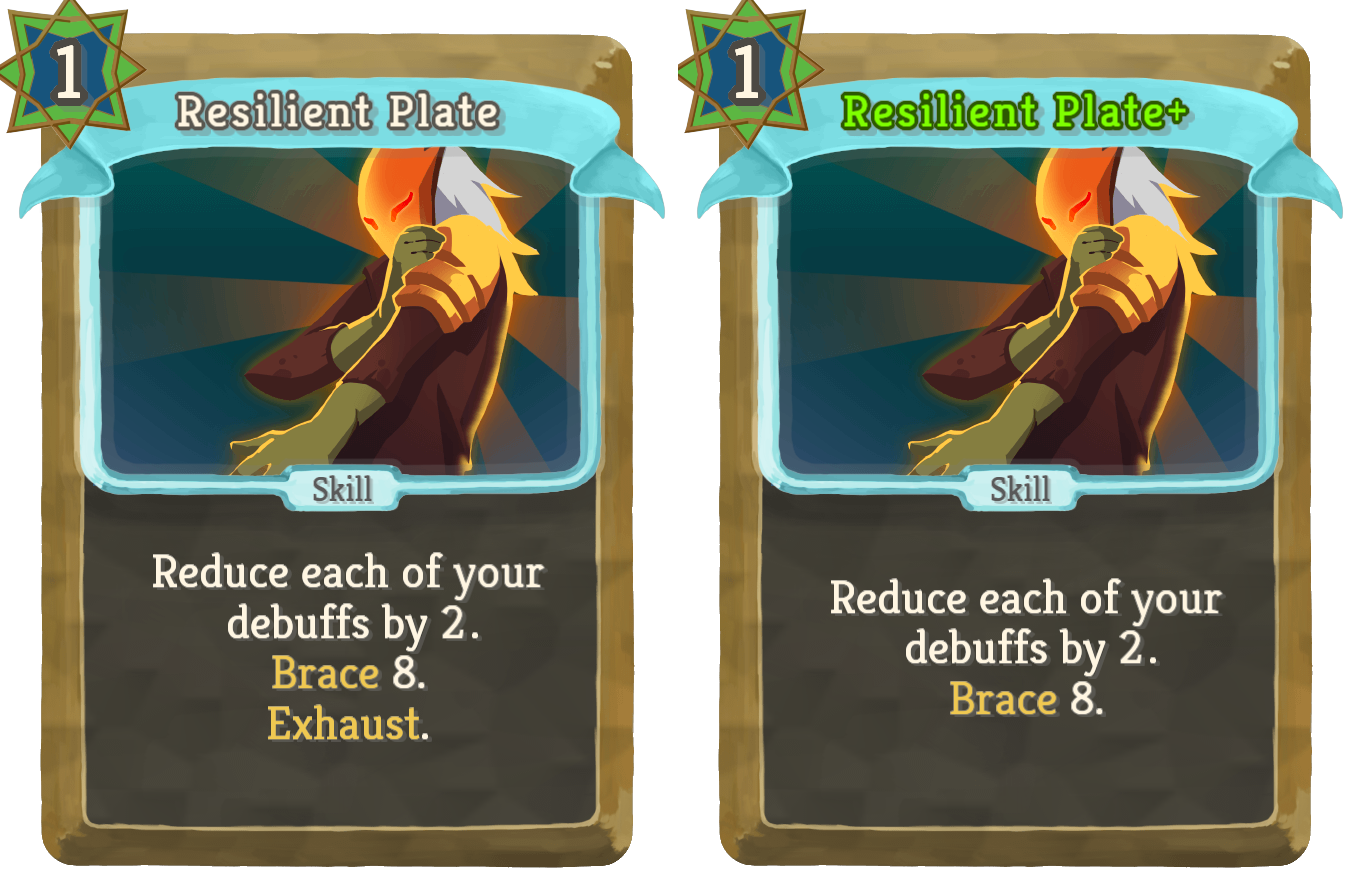 1
Resilient Plate
Skill
Reduce each of your
debuffs by 2.
Brace 8.
Exhaust.
1
Resilient Plate+
Skill
Reduce each of your
debuffs by 2.
Brace 8.